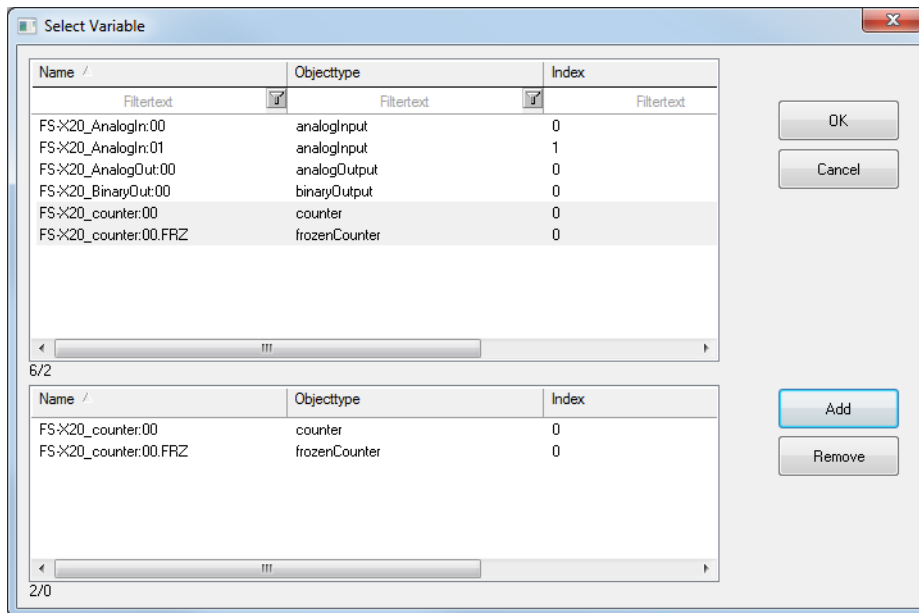 Select Variable
Name Objecttype Index
Filtertext Filtertext Filtertext
FS-X20_AnalogIn:00 analogInput 0
FS-X20_AnalogIn:01 analogInput 1
FS-X20_AnalogOut:00 analogOutput 0
FS-X20_BinaryOut:00 binaryOutput 0
FS-X20_counter:00 counter 0
FS-X20_counter:00.FRZ frozenCounter 0
6/2
OK
Cancel
Name Objecttype Index
FS-X20_counter:00 counter 0
FS-X20_counter:00.FRZ frozenCounter 0
2/0
Add
Remove